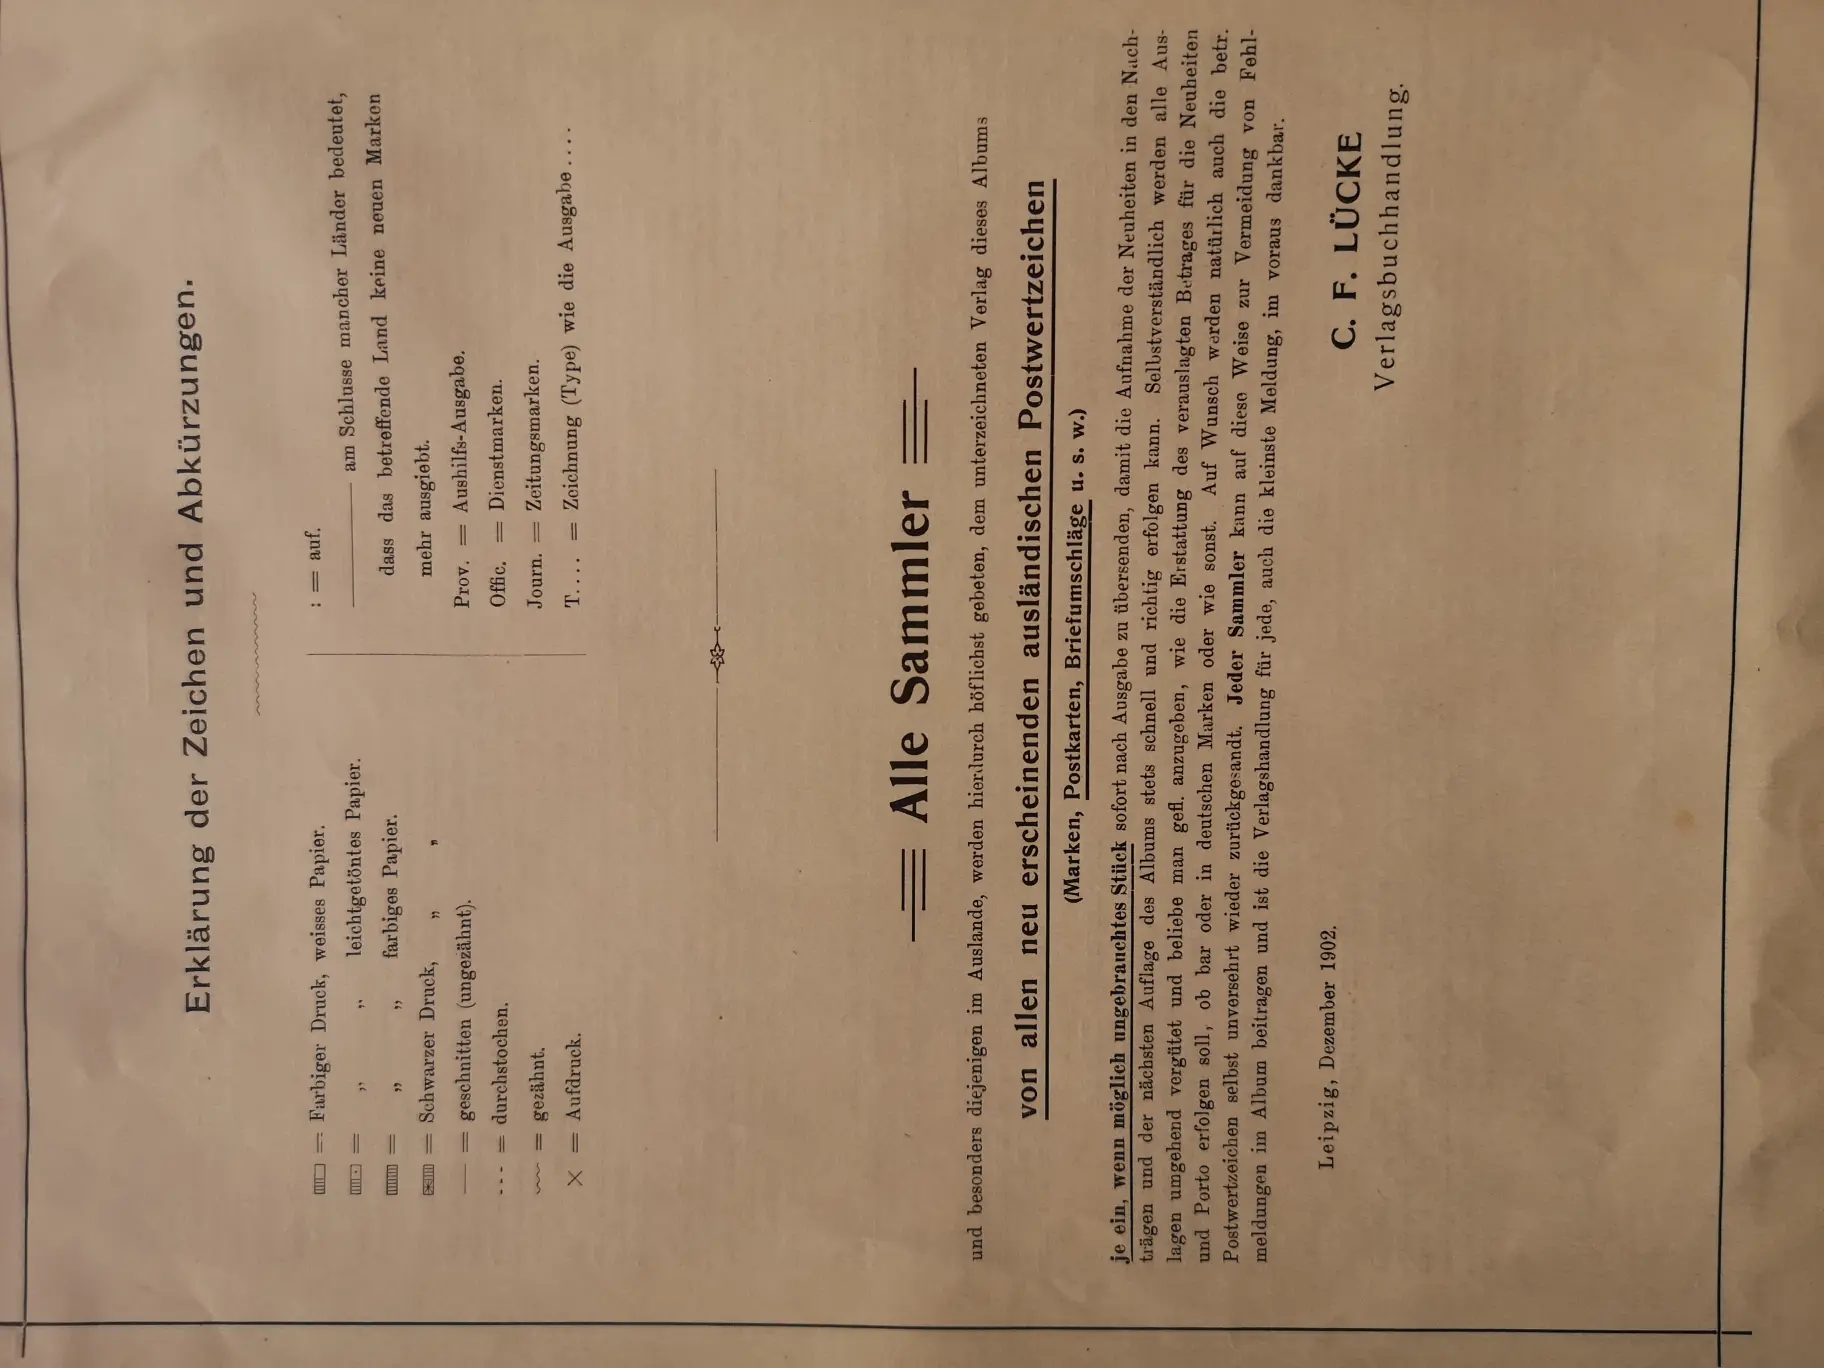 Erklärung der Zeichen und Abkürzungen.
= Farbiger Druck, weisses Papier.
= „ „ leichtgetöntes Papier.
= „ „ farbiges Papier.
= Schwarzer Druck, „ „
— = geschnitten (ungezähnt).
--- = durchstochen.
﹏ = gezähnt.
× = Aufdruck.
: = auf.
——— am Schlusse mancher Länder bedeutet,
dass das betreffende Land keine neuen Marken
mehr ausgiebt.
Prov. = Aushilfs-Ausgabe.
Offic. = Dienstmarken.
Journ. = Zeitungsmarken.
T.... = Zeichnung (Type) wie die Ausgabe....
Alle Sammler
und besonders diejenigen im Auslande, werden hierdurch höflichst gebeten, dem unterzeichneten Verlag dieses Albums
von allen neu erscheinenden ausländischen Postwertzeichen
(Marken, Postkarten, Briefumschläge u. s. w.)
je ein, wenn möglich ungebrauchtes Stück sofort nach Ausgabe zu übersenden, damit die Aufnahme der Neuheiten in den Nach-
trägen und der nächsten Auflage des Albums stets schnell und richtig erfolgen kann. Selbstverständlich werden alle Aus-
lagen umgehend vergütet und beliebe man gefl. anzugeben, wie die Erstattung des verauslagten Betrages für die Neuheiten
und Porto erfolgen soll, ob bar oder in deutschen Marken oder wie sonst. Auf Wunsch werden natürlich auch die betr.
Postwertzeichen selbst unversehrt wieder zurückgesandt. Jeder Sammler kann auf diese Weise zur Vermeidung von Fehl-
meldungen im Album beitragen und ist die Verlagshandlung für jede, auch die kleinste Meldung, im voraus dankbar.
Leipzig, Dezember 1902.
C. F. LÜCKE
Verlagsbuchhandlung.